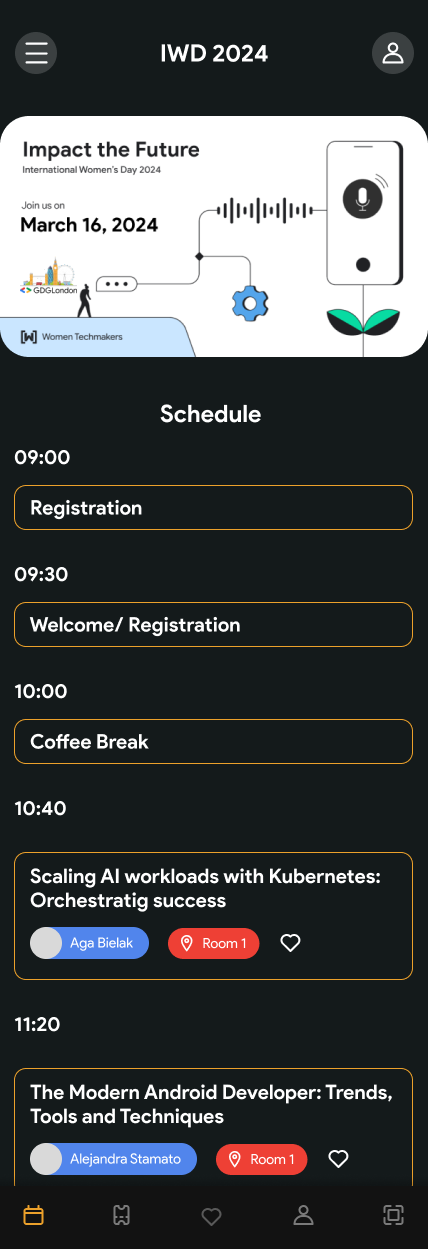 IWD 2024
Impact the Future
International Women's Day 2024
Join us on
March 16, 2024
GDGLondon
[W] Women Techmakers
Schedule
09:00
Registration
09:30
Welcome/ Registration
10:00
Coffee Break
10:40
Scaling AI workloads with Kubernetes:
Orchestratig success
Aga Bielak
Room 1
11:20
The Modern Android Developer: Trends,
Tools and Techniques
Alejandra Stamato
Room 1